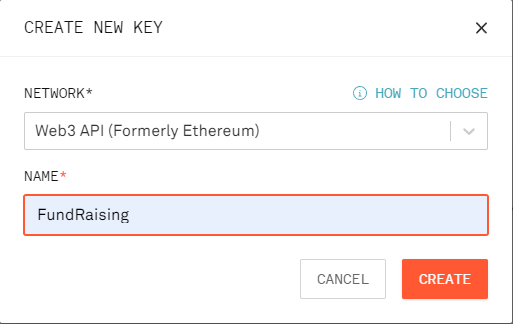 CREATE NEW KEY
NETWORK*
HOW TO CHOOSE
Web3 API (Formerly Ethereum)
NAME*
FundRaising
CANCEL
CREATE